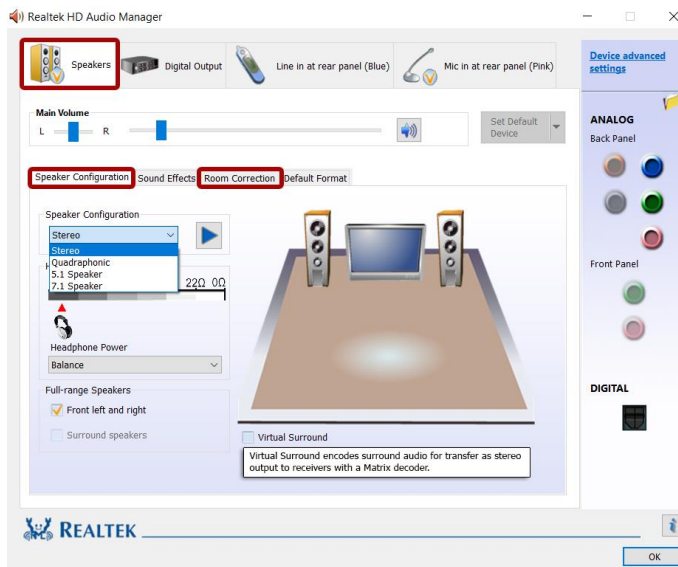 Realtek HD Audio Manager
Speakers
Digital Output
Line in at rear panel (Blue)
Mic in at rear panel (Pink)
Device advanced
settings
Main Volume
L
R
Set Default
Device
ANALOG
Back Panel
Speaker Configuration
Sound Effects
Room Correction
Default Format
Speaker Configuration
Stereo
Stereo
Quadraphonic
5.1 Speaker
7.1 Speaker
22Ω 0Ω
Front Panel
Headphone Power
Balance
Full-range Speakers
Front left and right
Surround speakers
DIGITAL
Virtual Surround
Virtual Surround encodes surround audio for transfer as stereo
output to receivers with a Matrix decoder.
REALTEK
i
OK